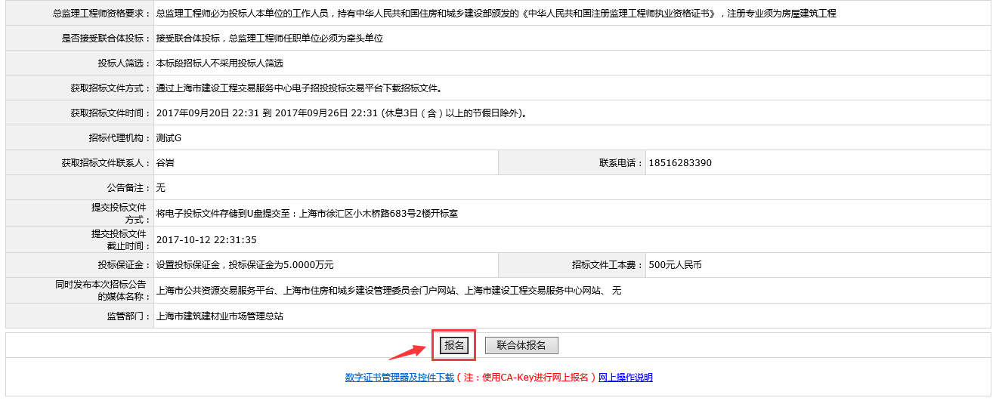 总监理工程师资格要求： 总监理工程师必为投标人本单位的工作人员，持有中华人民共和国住房和城乡建设部颁发的《中华人民共和国注册监理工程师执业资格证书》，注册专业须为房屋建筑工程
是否接受联合体投标： 接受联合体投标，总监理工程师任职单位必须为牵头单位
投标人筛选： 本标段招标人不采用投标人筛选
获取招标文件方式： 通过上海市建设工程交易服务中心电子招投投标交易平台下载招标文件。
获取招标文件时间： 2017年09月20日 22:31 到 2017年09月26日 22:31 (休息3日（含）以上的节假日除外)。
招标代理机构： 测试G
获取招标文件联系人： 谷岩 联系电话： 18516283390
公告备注： 无
提交投标文件
方式： 将电子投标文件存储到U盘提交至：上海市徐汇区小木桥路683号2楼开标室
提交投标文件
截止时间： 2017-10-12 22:31:35
投标保证金： 设置投标保证金，投标保证金为5.0000万元 招标文件工本费： 500元人民币
同时发布本次招标公告
的媒体名称： 上海市公共资源交易服务平台、上海市住房和城乡建设管理委员会门户网站、上海市建设工程交易服务中心网站、 无
监管部门： 上海市建筑建材业市场管理总站
报名 联合体报名
数字证书管理器及控件下载（注：使用CA-Key进行网上报名）网上操作说明